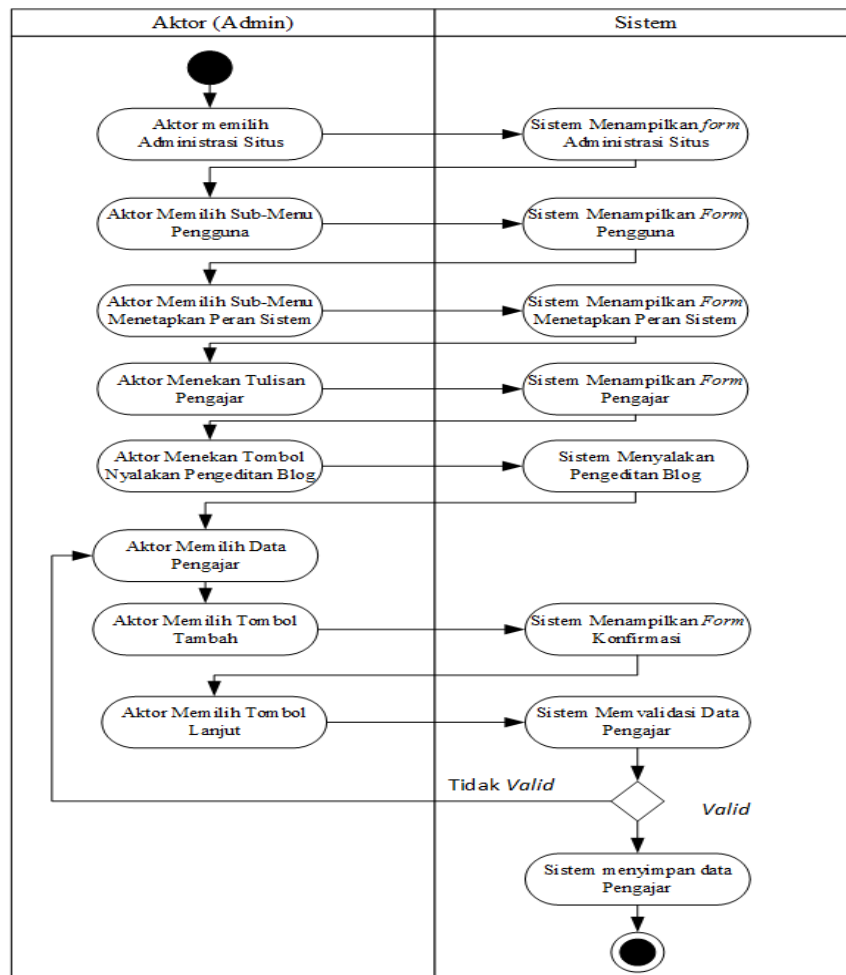 Aktor (Admin)
Sistem
Aktor memilih
Administrasi Situs
Sistem Menampilkan form
Administrasi Situs
Aktor Memilih Sub-Menu
Pengguna
Sistem Menampilkan Form
Pengguna
Aktor Memilih Sub-Menu
Menetapkan Peran Sistem
Sistem Menampilkan Form
Menetapkan Peran Sistem
Aktor Menekan Tulisan
Pengajar
Sistem Menampilkan Form
Pengajar
Aktor Menekan Tombol
Nyalakan Pengeditan Blog
Sistem Menyalakan
Pengeditan Blog
Aktor Memilih Data
Pengajar
Aktor Memilih Tombol
Tambah
Sistem Menampilkan Form
Konfirmasi
Aktor Memilih Tombol
Lanjut
Sistem Memvalidasi Data
Pengajar
Tidak Valid
Valid
Sistem menyimpan data
Pengajar